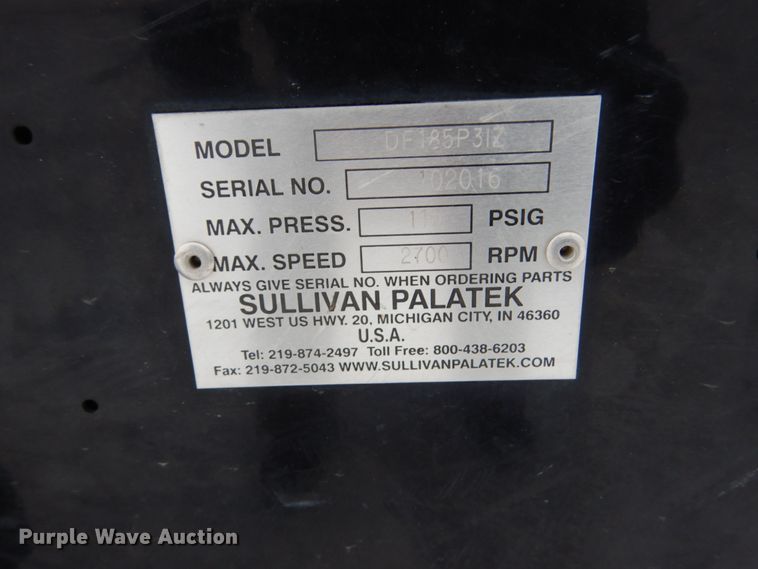 MODEL DF185P3IZ
SERIAL NO. 102016
MAX. PRESS. PSIG
MAX. SPEED 2700 RPM
ALWAYS GIVE SERIAL NO. WHEN ORDERING PARTS
SULLIVAN PALATEK
1201 WEST US HWY. 20, MICHIGAN CITY, IN 46360
U.S.A.
Tel: 219-874-2497 Toll Free: 800-438-6203
Fax: 219-872-5043 WWW.SULLIVANPALATEK.COM
Purple Wave Auction